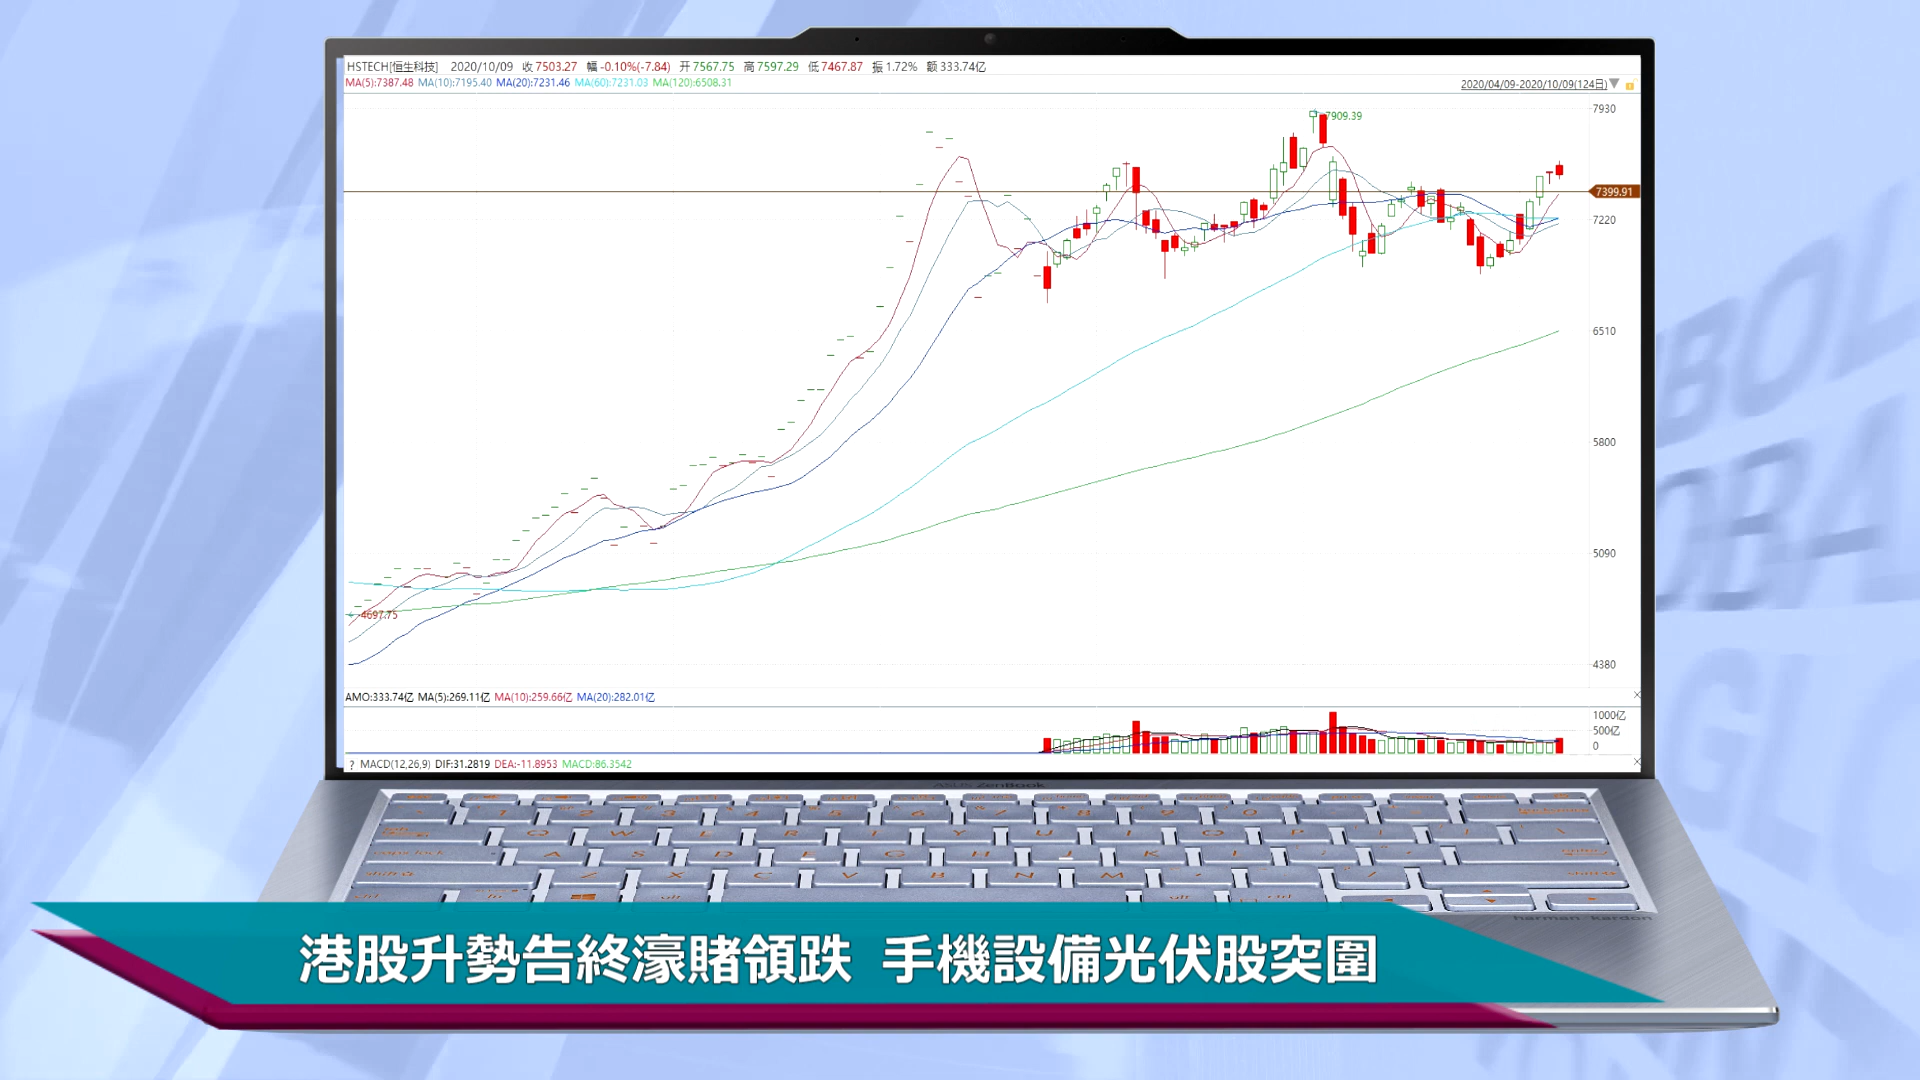 HSTECH[恒生科技] 2020/10/09 收 7503.27 幅 -0.10%(-7.84) 开 7567.75 高 7597.29 低 7467.87 振 1.72% 额 333.74亿
MA(5):7387.48 MA(10):7195.40 MA(20):7231.46 MA(60):7231.03 MA(120):6508.31
2020/04/09-2020/10/09(124日)
7930
7909.39
7399.91
7220
6510
5800
5090
4697.75
4380
AMO:333.74亿 MA(5):269.11亿 MA(10):259.66亿 MA(20):282.01亿
1000亿
500亿
0
? MACD(12,26,9) DIF:31.2819 DEA:-11.8953 MACD:86.3542
ASUS ZenBook
harman / kardon
港股升勢告終濠賭領跌 手機設備光伏股突圍